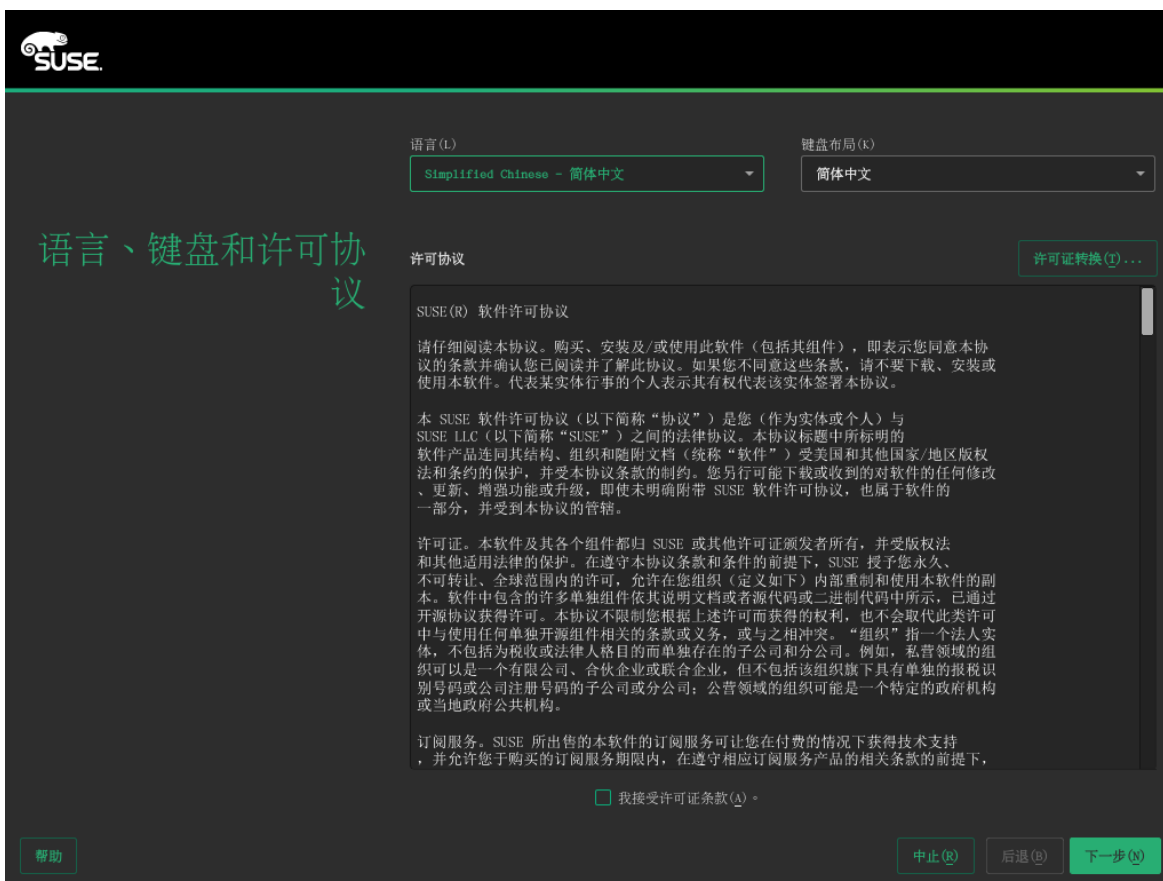 SUSE.
语言(L)
键盘布局(K)
Simplified Chinese - 简体中文
简体中文
语言、键盘和许可协
议
许可协议
许可证转换(T)...
SUSE(R) 软件许可协议
请仔细阅读本协议。购买、安装及/或使用此软件（包括其组件），即表示您同意本协
议的条款并确认您已阅读并了解此协议。如果您不同意这些条款，请不要下载、安装或
使用本软件。代表某实体行事的个人表示其有权代表该实体签署本协议。
本 SUSE 软件许可协议（以下简称“协议”）是您（作为实体或个人）与
SUSE LLC（以下简称“SUSE”）之间的法律协议。本协议标题中所标明的
软件产品连同其结构、组织和随附文档（统称“软件”）受美国和其他国家/地区版权
法和条约的保护，并受本协议条款的制约。您另行可能下载或收到的对软件的任何修改
、更新、增强功能或升级，即使未明确附带 SUSE 软件许可协议，也属于软件的
一部分，并受到本协议的管辖。
许可证。本软件及其各个组件都归 SUSE 或其他许可证颁发者所有，并受版权法
和其他适用法律的保护。在遵守本协议条款和条件的前提下，SUSE 授予您永久、
不可转让、全球范围内的许可，允许在您组织（定义如下）内部重制和使用本软件的副
本。软件中包含的许多单独组件依其说明文档或者源代码或二进制代码中所示，已通过
开源协议获得许可。本协议不限制您根据上述许可而获得的权利，也不会取代此类许可
中与使用任何单独开源组件相关的条款或义务，或与之相冲突。“组织”指一个法人实
体，不包括为税收或法律人格目的而单独存在的子公司和分公司。例如，私营领域的组
织可以是一个有限公司、合伙企业或联合企业，但不包括该组织旗下具有单独的报税识
别号码或公司注册号码的子公司或分公司；公营领域的组织可能是一个特定的政府机构
或当地政府公共机构。
订阅服务。SUSE 所出售的本软件的订阅服务可让您在付费的情况下获得技术支持
，并允许您于购买的订阅服务期限内，在遵守相应订阅服务产品的相关条款的前提下，
我接受许可证条款(A)。
帮助
中止(R)
后退(B)
下一步(N)